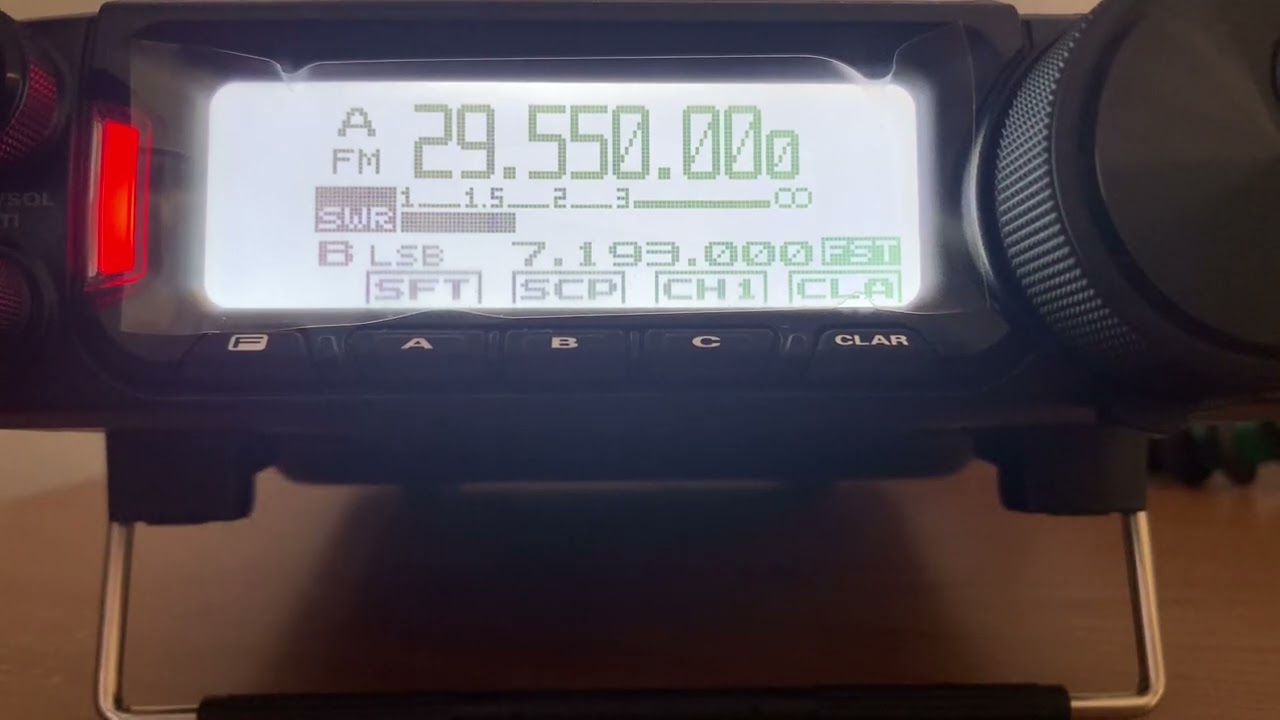 A 29.550.000
FM
1 1.5 2 3 ∞
SWR
B LSB 7.193.000 FST
SFT SCP CH1 CLA
F A B C CLAR